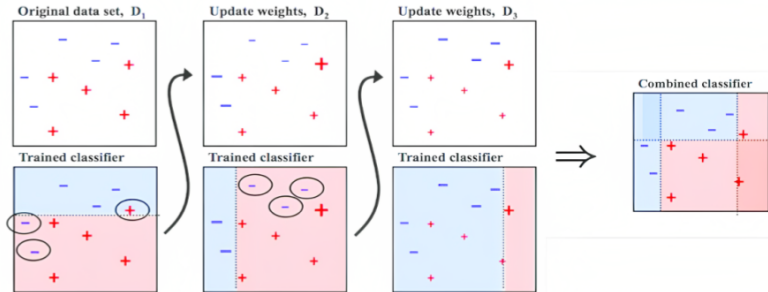 Original data set, D₁
Update weights, D₂
Update weights, D₃
Combined classifier
Trained classifier
Trained classifier
Trained classifier